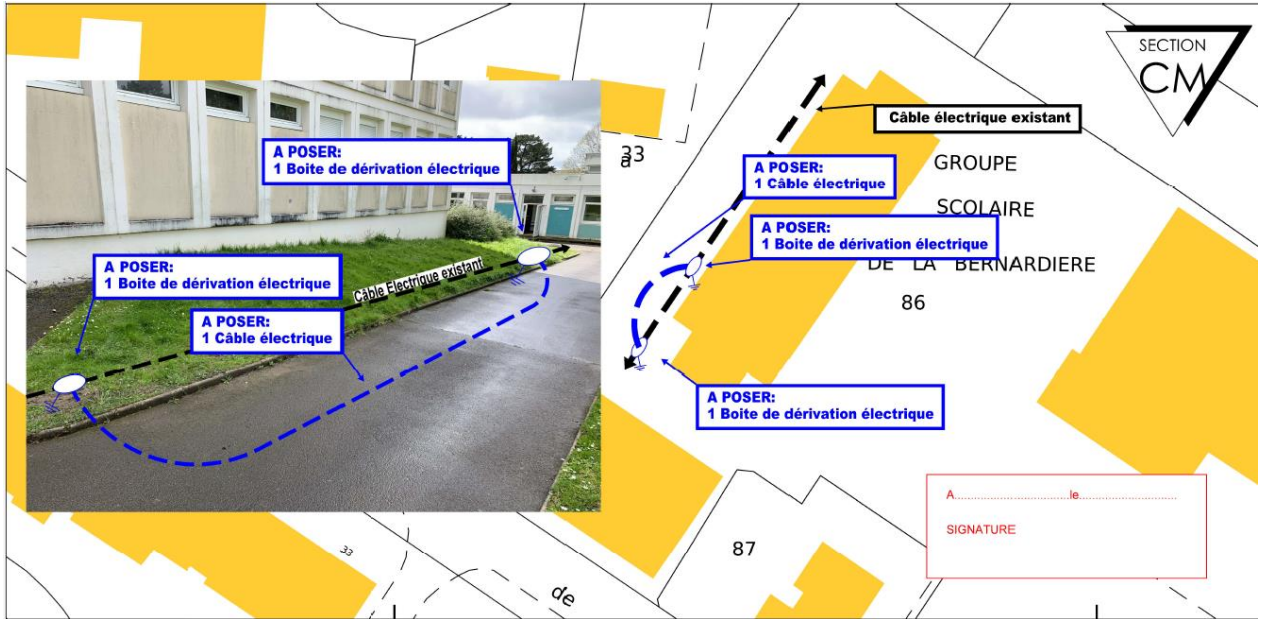 SECTION
CM
Câble électrique existant
GROUPE
SCOLAIRE
DE LA BERNARDIERE
86
A POSER:
1 Câble électrique
A POSER:
1 Boite de dérivation électrique
A POSER:
1 Boite de dérivation électrique
33
a
A POSER:
1 Boite de dérivation électrique
A POSER:
1 Boite de dérivation électrique
Câble Electrique existant
A POSER:
1 Câble électrique
33
de
87
A..............................le..........................
SIGNATURE